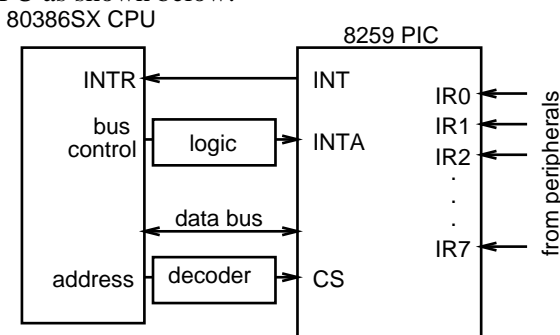 80386SX CPU
8259 PIC
INTR
INT
IR0
bus
control
logic
INTA
IR1
IR2
.
.
.
data bus
IR7
address
decoder
CS
from peripherals